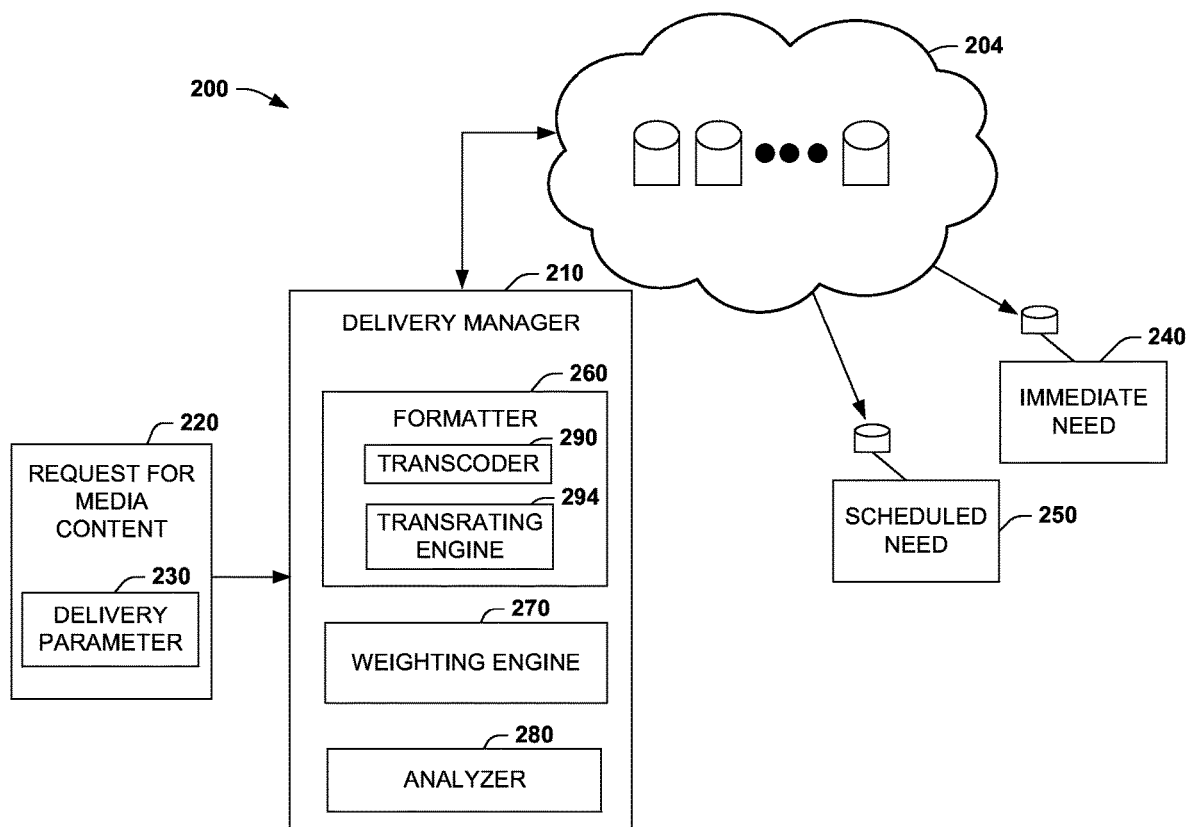 204
200
210
DELIVERY MANAGER
240
IMMEDIATE
NEED
260
FORMATTER
290
TRANSCODER
294
TRANSRATING
ENGINE
220
REQUEST FOR
MEDIA
CONTENT
230
DELIVERY
PARAMETER
SCHEDULED
NEED
250
270
WEIGHTING ENGINE
280
ANALYZER